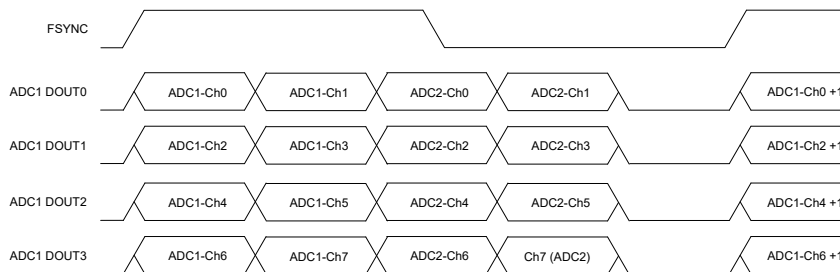 FSYNC
ADC1 DOUT0 ADC1-Ch0 ADC1-Ch1 ADC2-Ch0 ADC2-Ch1 ADC1-Ch0 +1
ADC1 DOUT1 ADC1-Ch2 ADC1-Ch3 ADC2-Ch2 ADC2-Ch3 ADC1-Ch2 +1
ADC1 DOUT2 ADC1-Ch4 ADC1-Ch5 ADC2-Ch4 ADC2-Ch5 ADC1-Ch4 +1
ADC1 DOUT3 ADC1-Ch6 ADC1-Ch7 ADC2-Ch6 Ch7 (ADC2) ADC1-Ch6 +1